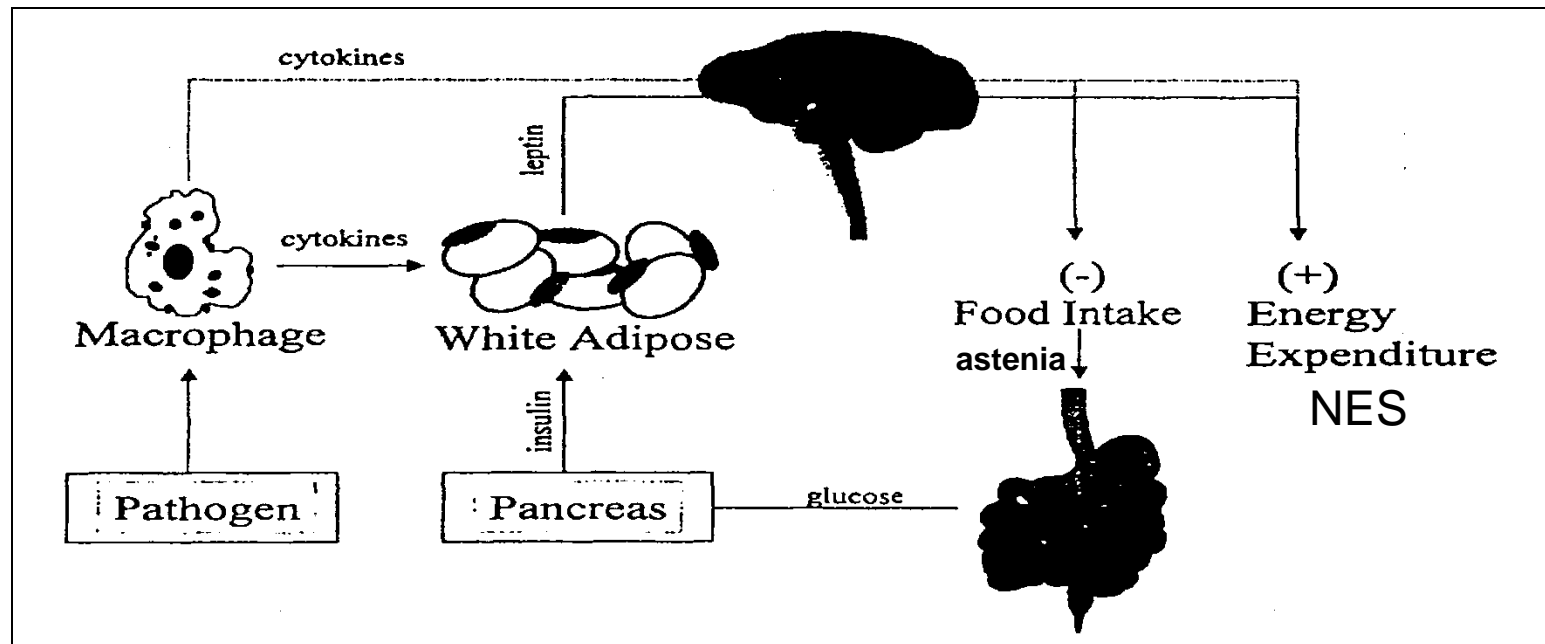 cytokines
leptin
cytokines
Macrophage
White Adipose
(-)
Food Intake
astenia
(+)
Energy
Expenditure
NES
insulin
Pathogen
Pancreas
glucose